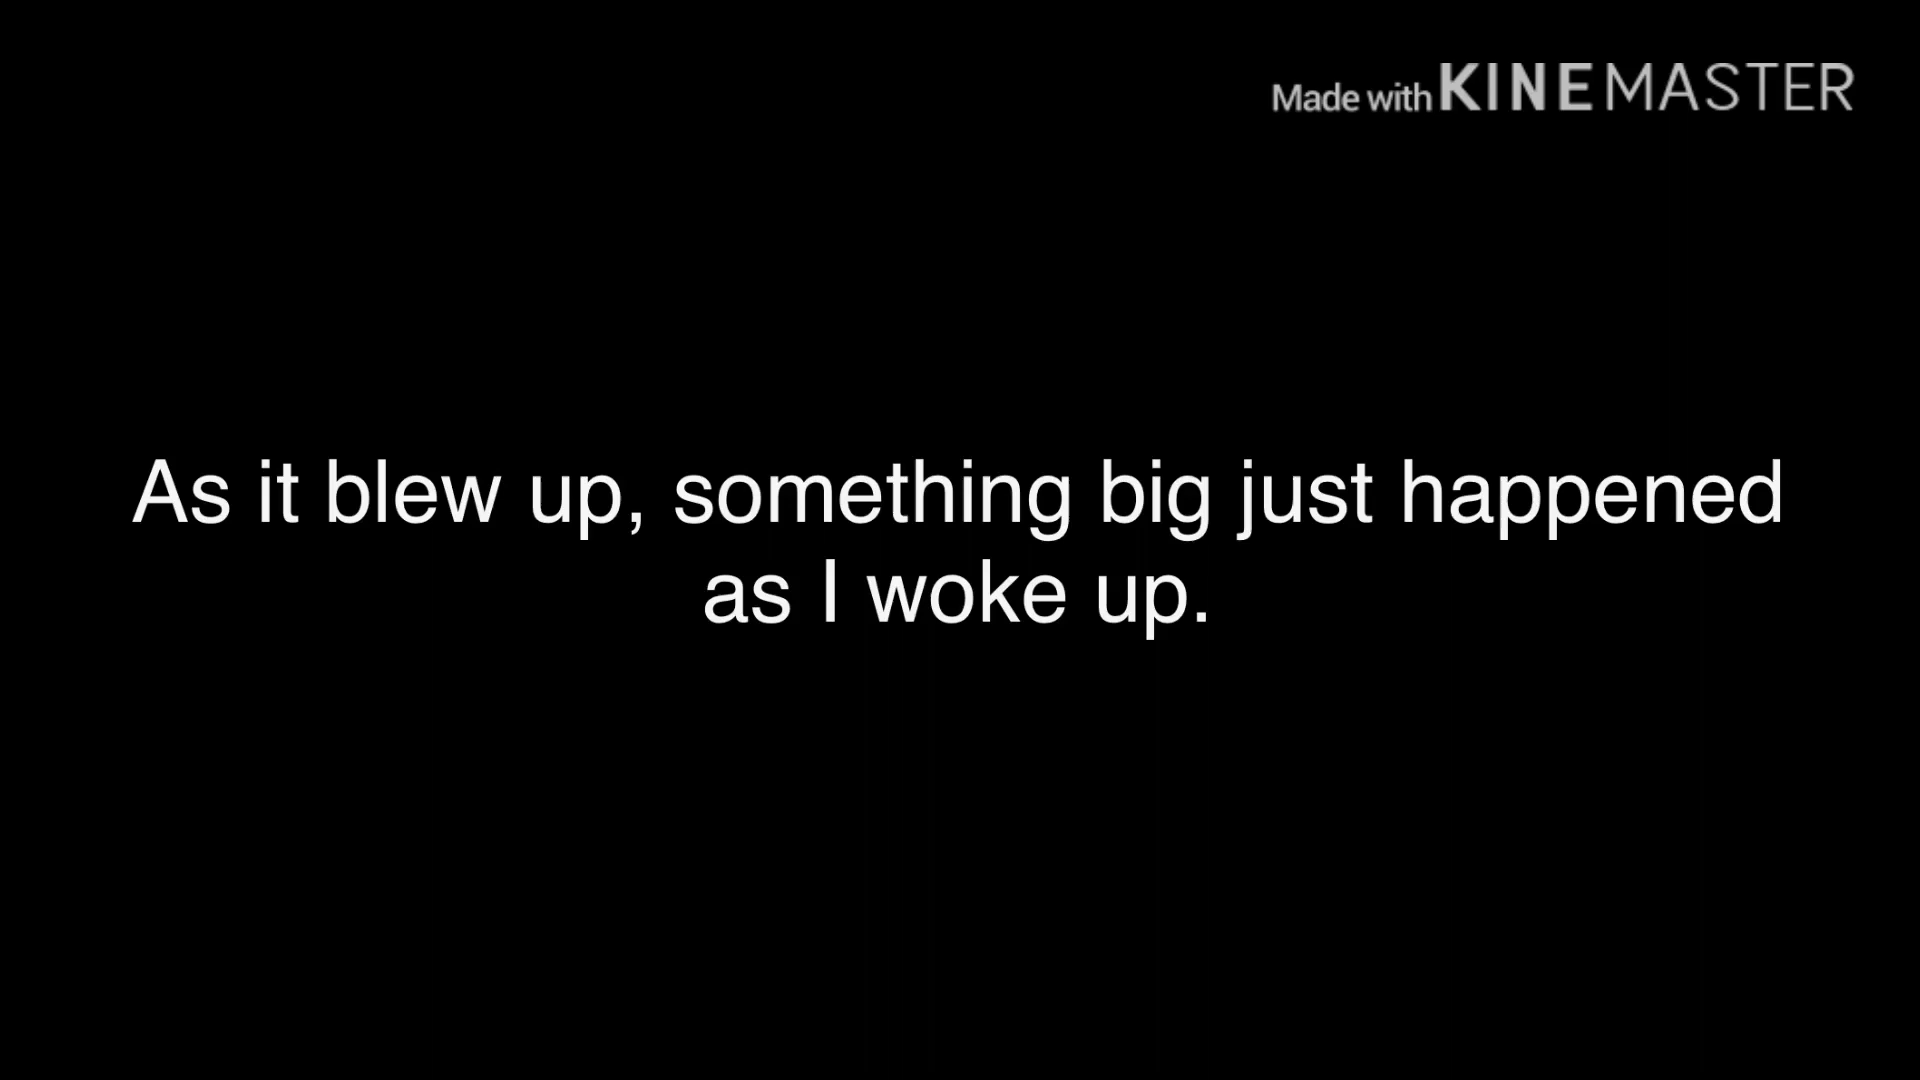 Made with KINEMASTER
As it blew up, something big just happened
as I woke up.